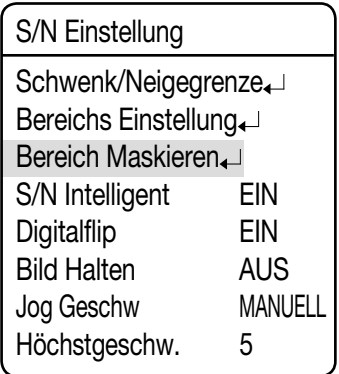 S/N Einstellung
Schwenk/Neigegrenze↵
Bereichs Einstellung↵
Bereich Maskieren↵
S/N Intelligent EIN
Digitalflip EIN
Bild Halten AUS
Jog Geschw MANUELL
Höchstgeschw. 5